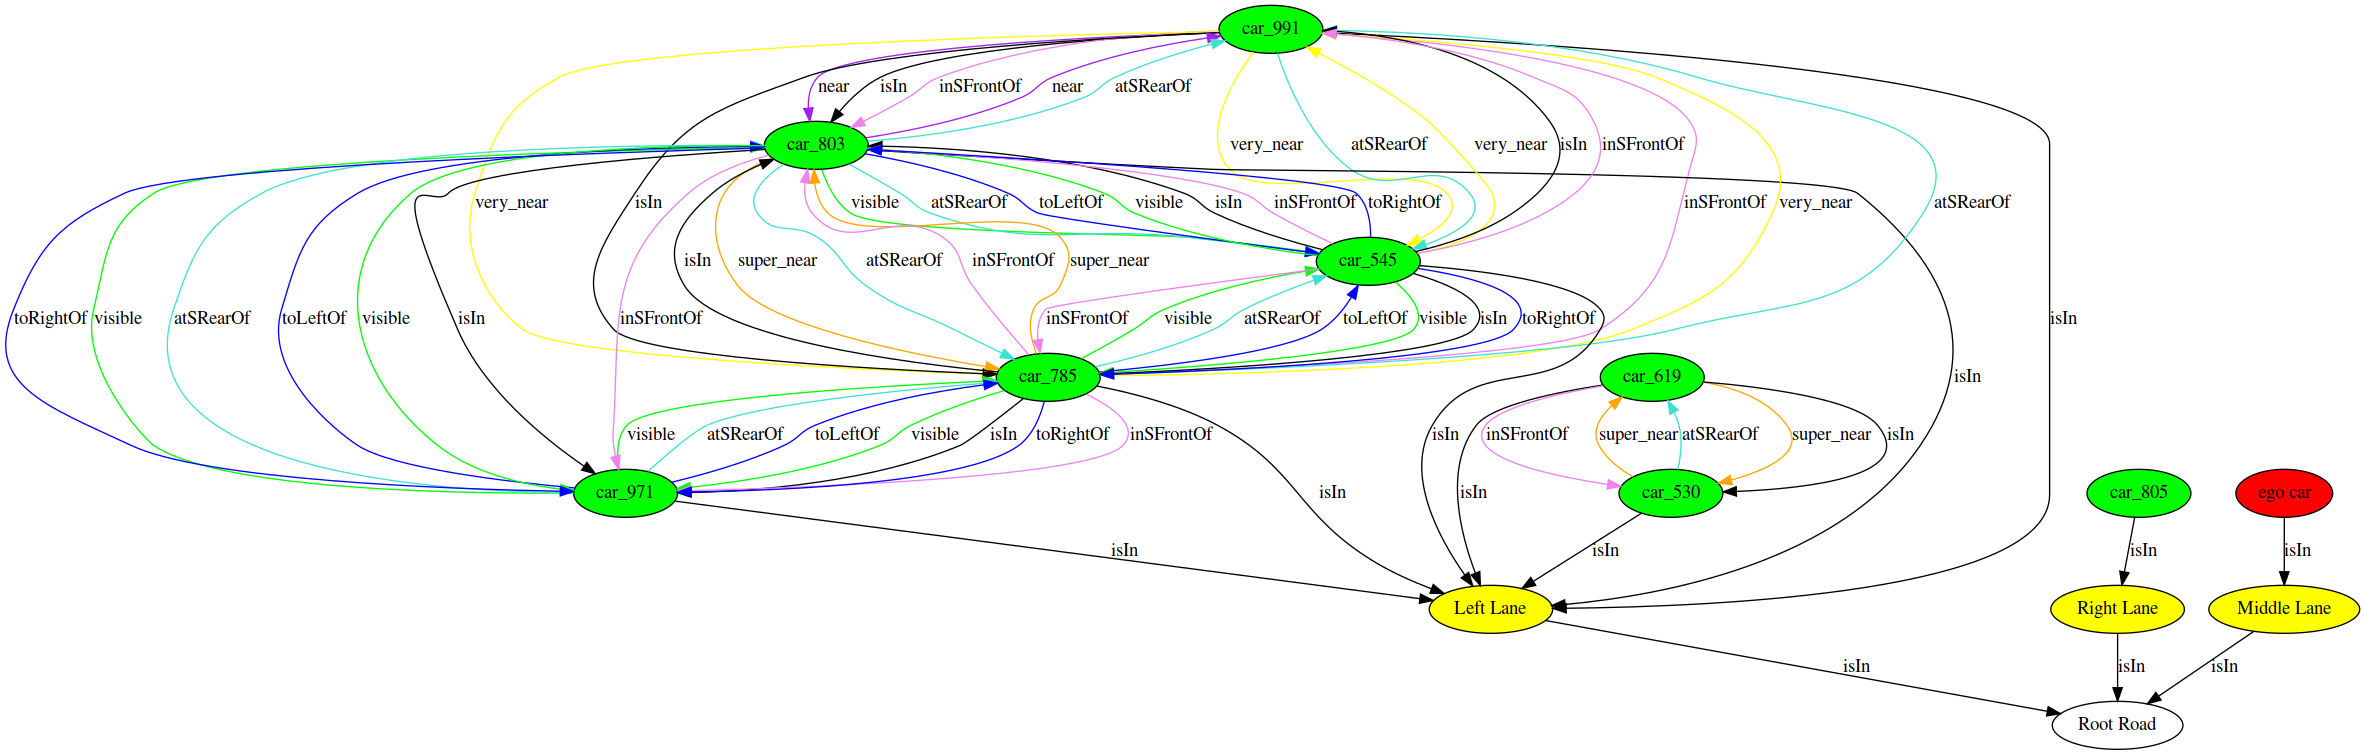 car_991
near
isIn
inSFrontOf
near
atSRearOf
car_803
very_near
atSRearOf
very_near
isIn
inSFrontOf
very_near
isIn
visible
atSRearOf
toLeftOf
visible
isIn
inSFrontOf
toRightOf
inSFrontOf
very_near
atSRearOf
isIn
super_near
atSRearOf
inSFrontOf
super_near
car_545
toRightOf
visible
atSRearOf
toLeftOf
visible
isIn
inSFrontOf
inSFrontOf
visible
atSRearOf
toLeftOf
visible
isIn
toRightOf
isIn
car_785
car_619
isIn
visible
atSRearOf
toLeftOf
visible
isIn
toRightOf
inSFrontOf
isIn
inSFrontOf
super_near
atSRearOf
super_near
isIn
car_971
isIn
isIn
car_530
car_805
ego car
isIn
isIn
isIn
isIn
Left Lane
Right Lane
Middle Lane
isIn
isIn
isIn
Root Road